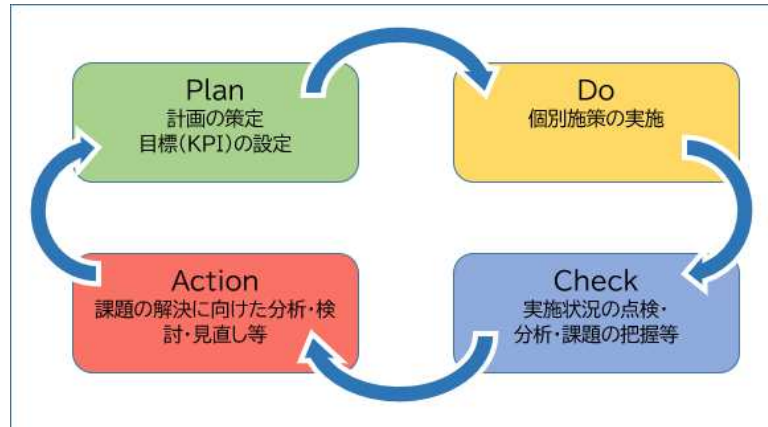 Plan
計画の策定
目標(KPI)の設定
Do
個別施策の実施
Check
実施状況の点検・
分析・課題の把握等
Action
課題の解決に向けた分析・検
討・見直し等